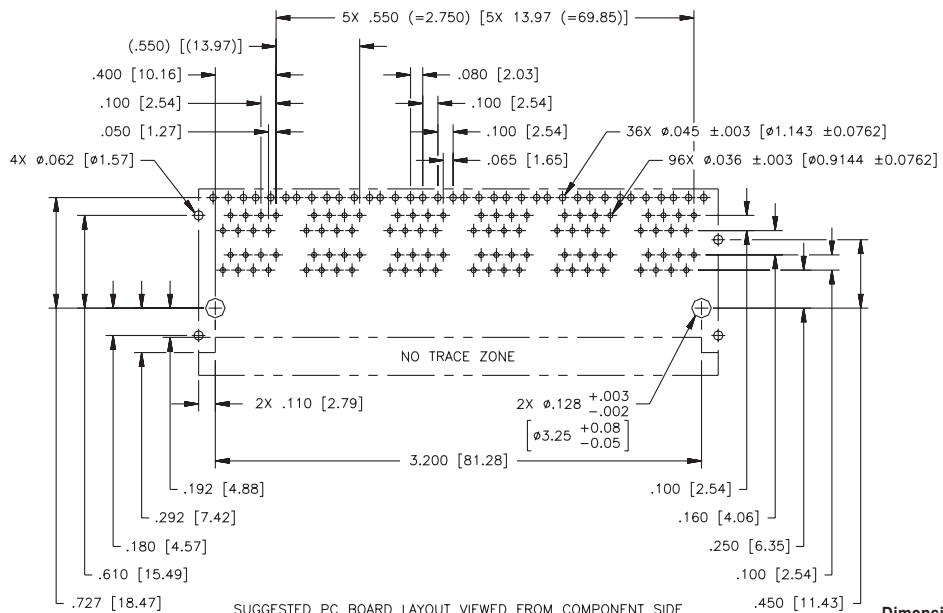 5X .550 (=2.750) [5X 13.97 (=69.85)]
(.550) [(13.97)]
.400 [10.16]
.080 [2.03]
.100 [2.54]
.100 [2.54]
.050 [1.27]
.100 [2.54]
36X ø.045 ±.003 [ø1.143 ±0.0762]
4X ø.062 [ø1.57]
.065 [1.65]
96X ø.036 ±.003 [ø0.9144 ±0.0762]
NO TRACE ZONE
2X .110 [2.79]
2X ø.128 +.003 -.002
[ø3.25 +0.08 -0.05]
3.200 [81.28]
.192 [4.88]
.100 [2.54]
.292 [7.42]
.160 [4.06]
.180 [4.57]
.250 [6.35]
.610 [15.49]
.100 [2.54]
.727 [18.47]
SUGGESTED PC BOARD LAYOUT VIEWED FROM COMPONENT SIDE
.450 [11.43]
Dimensi